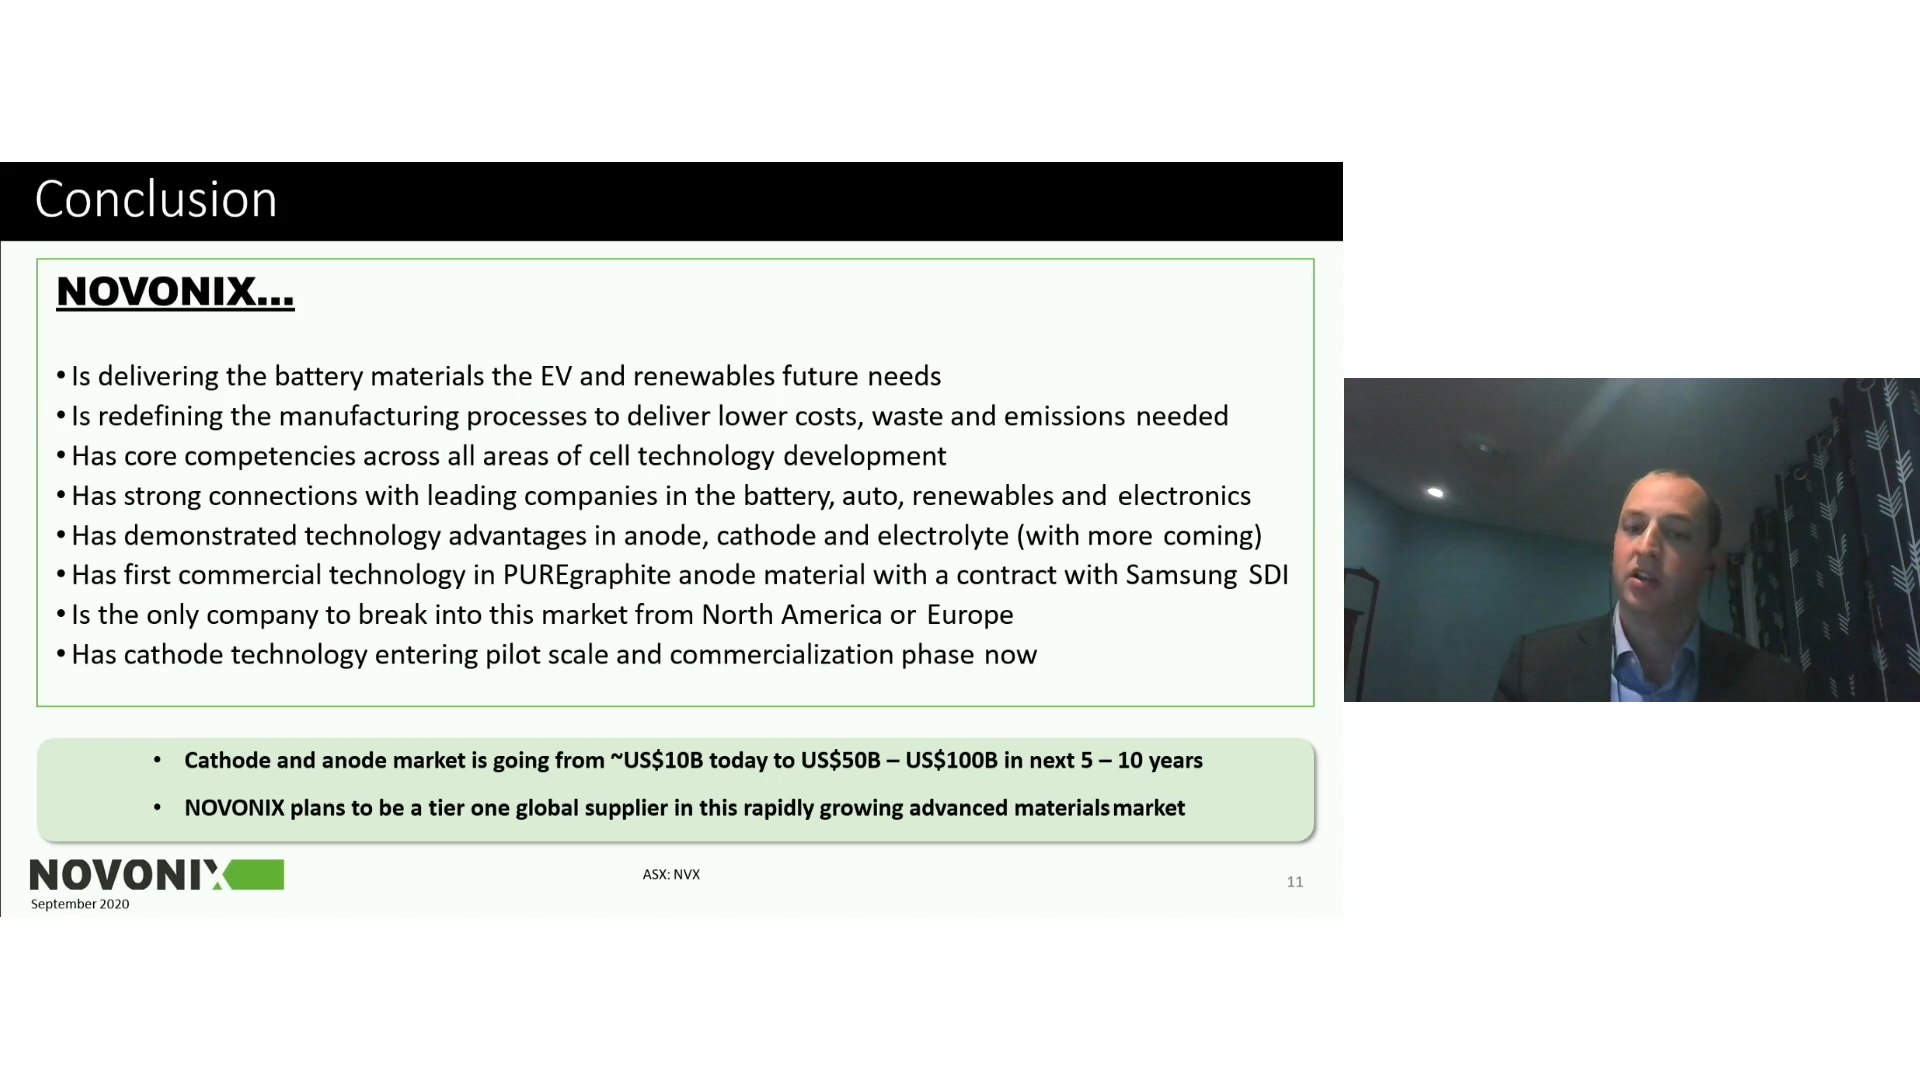 Conclusion
NOVONIX...
• Is delivering the battery materials the EV and renewables future needs
• Is redefining the manufacturing processes to deliver lower costs, waste and emissions needed
• Has core competencies across all areas of cell technology development
• Has strong connections with leading companies in the battery, auto, renewables and electronics
• Has demonstrated technology advantages in anode, cathode and electrolyte (with more coming)
• Has first commercial technology in PUREgraphite anode material with a contract with Samsung SDI
• Is the only company to break into this market from North America or Europe
• Has cathode technology entering pilot scale and commercialization phase now
• Cathode and anode market is going from ~US$10B today to US$50B – US$100B in next 5 – 10 years
• NOVONIX plans to be a tier one global supplier in this rapidly growing advanced materials market
NOVONIX
September 2020
ASX: NVX
11